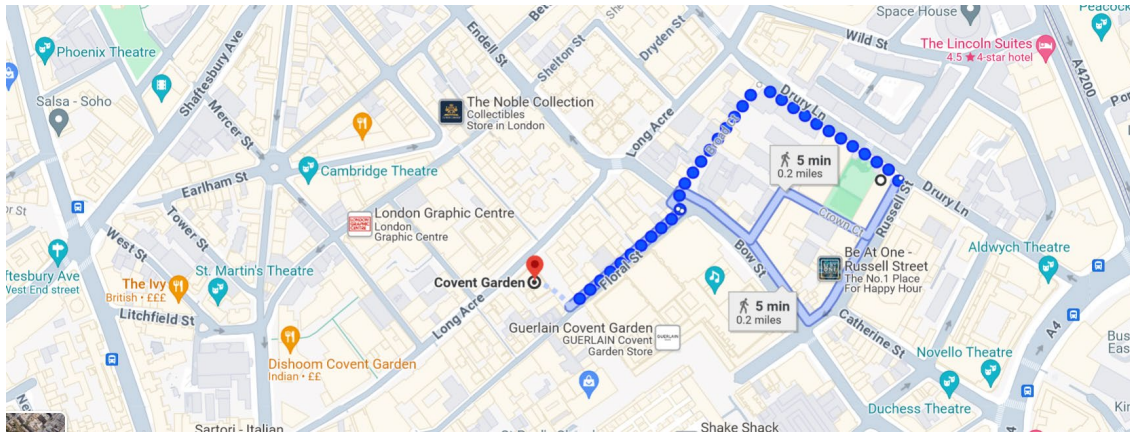 Phoenix Theatre
Salsa - Soho
Shaftesbury Ave
Mercer St
Endell St
Shelton St
Dryden St
Space House
Wild St
Peacock
The Lincoln Suites
4.5 ★ 4-star hotel
A4200
The Noble Collection
Collectibles
Store in London
Long Acre
Drury Ln
Cambridge Theatre
Earlham St
5 min
0.2 miles
Drury Ln
Russell St
Crown Ct
London Graphic Centre
London
Graphic Centre
Tower St
West St
Bow St
Be At One -
Russell Street
The No.1 Place
For Happy Hour
Aldwych Theatre
ftesbury Ave
West End street
The Ivy
British • £££
St. Martin's Theatre
Litchfield St
Covent Garden
Floral St
Long Acre
5 min
0.2 miles
Guerlain Covent Garden
GUERLAIN Covent
Garden Store
GUERLAIN
Catherine St
A4
Novello Theatre
Dishoom Covent Garden
Indian • ££
Duchess Theatre
Sartori - Italian
Shake Shack
A4